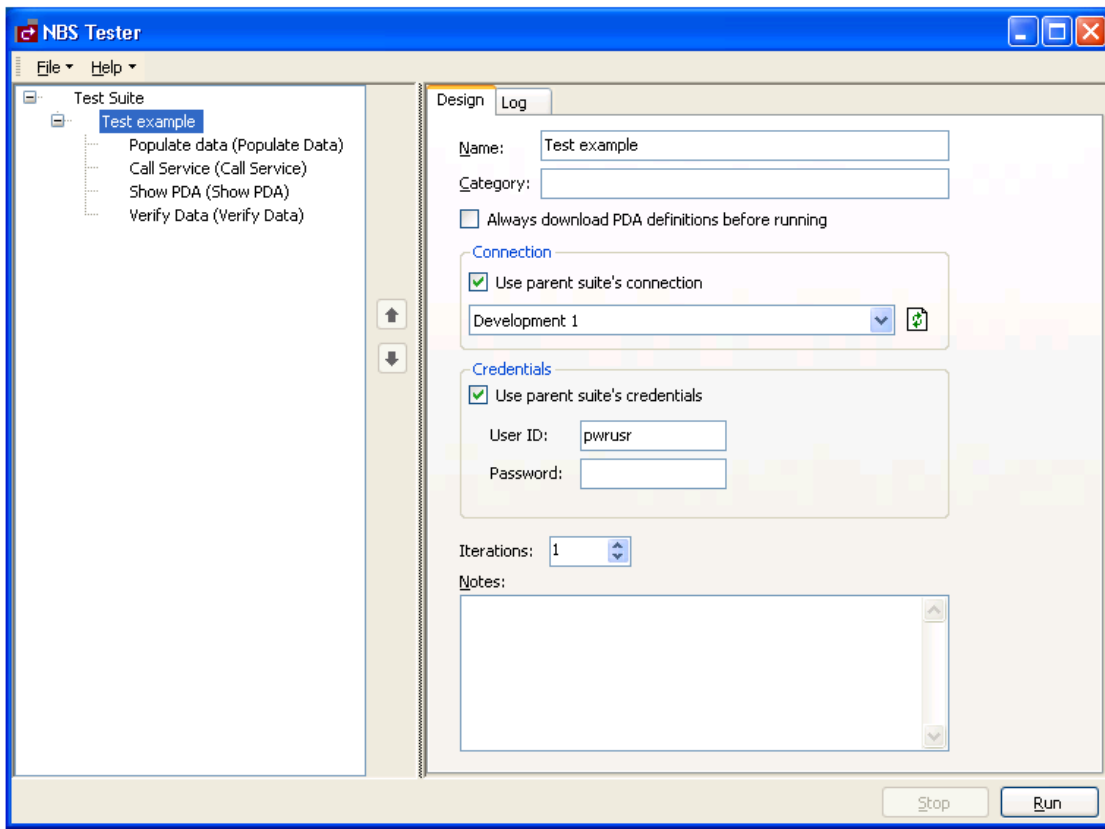 NBS Tester
File Help
Test Suite
Test example
Populate data (Populate Data)
Call Service (Call Service)
Show PDA (Show PDA)
Verify Data (Verify Data)
Design Log
Name: Test example
Category:
Always download PDA definitions before running
Connection
Use parent suite's connection
Development 1
Credentials
Use parent suite's credentials
User ID: pwrusr
Password:
Iterations: 1
Notes:
Stop Run